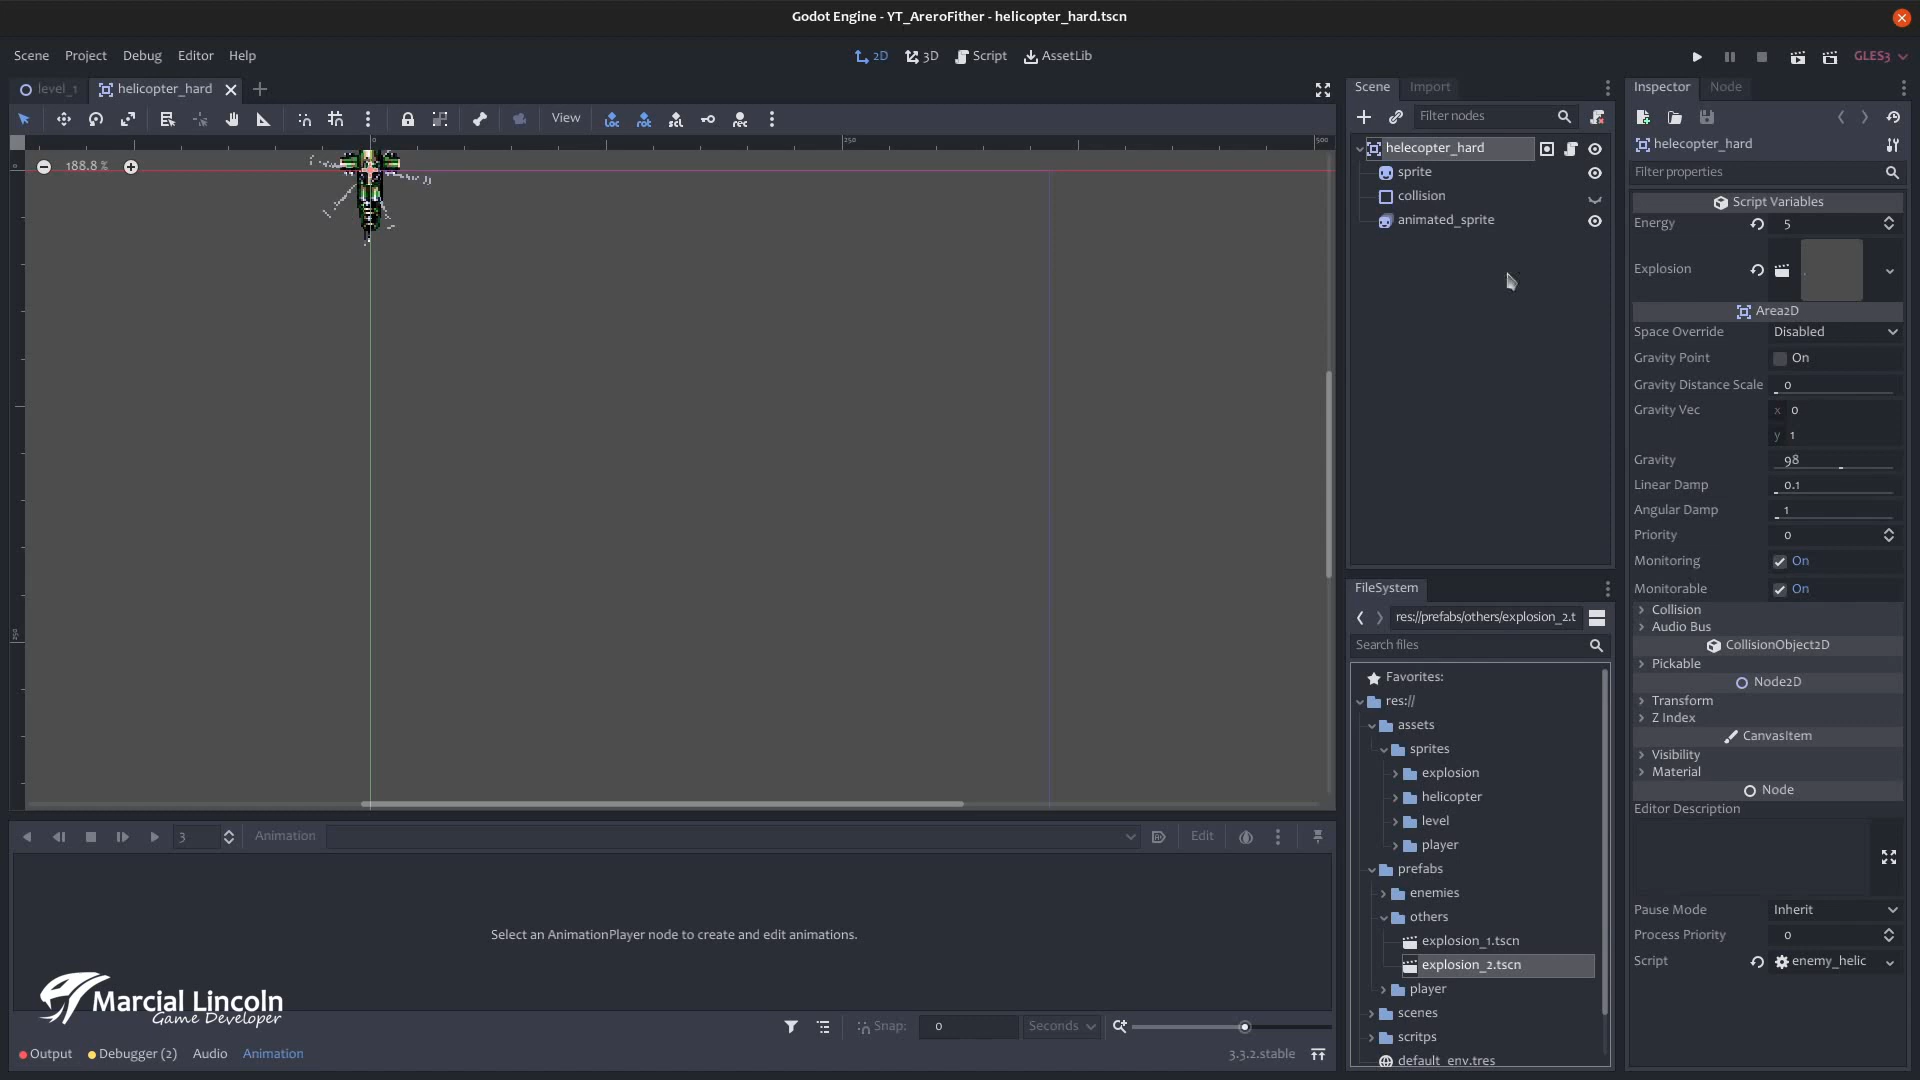 Godot Engine - YT_AreroFither - helicopter_hard.tscn
Scene Project Debug Editor Help
2D 3D Script AssetLib
GLES3
level_1 helicopter_hard
View
188.8 %
0 250 500
0
250
Scene Import
Filter nodes
helecopter_hard
sprite
collision
animated_sprite
FileSystem
res://prefabs/others/explosion_2.t
Search files
Favorites:
res://
assets
sprites
explosion
helicopter
level
player
prefabs
enemies
others
explosion_1.tscn
explosion_2.tscn
player
scenes
scritps
default_env.tres
Inspector Node
helecopter_hard
Filter properties
Script Variables
Energy 5
Explosion
Area2D
Space Override Disabled
Gravity Point On
Gravity Distance Scale 0
Gravity Vec x 0
y 1
Gravity 98
Linear Damp 0.1
Angular Damp 1
Priority 0
Monitoring On
Monitorable On
Collision
Audio Bus
CollisionObject2D
Pickable
Node2D
Transform
Z Index
CanvasItem
Visibility
Material
Node
Editor Description
Pause Mode Inherit
Process Priority 0
Script enemy_helic
3 Animation Edit
Select an AnimationPlayer node to create and edit animations.
Marcial Lincoln
Game Developer
Snap: 0 Seconds
Output Debugger (2) Audio Animation
3.3.2.stable